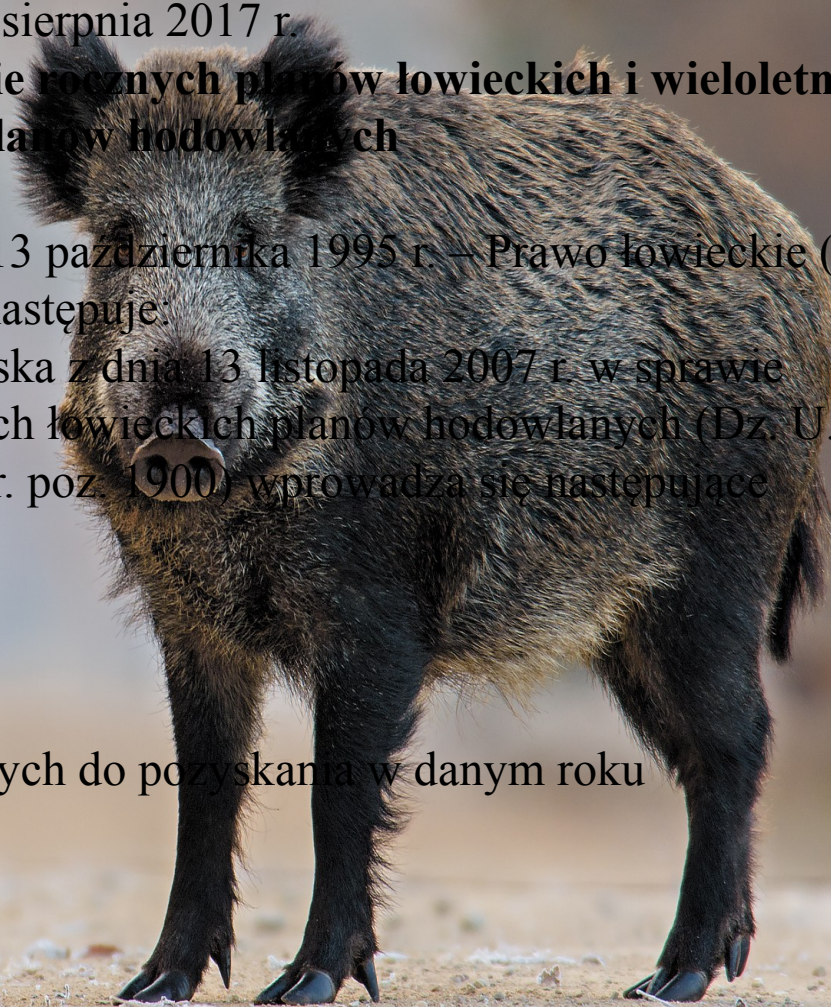 sierpnia 2017 r.
ie rocznych planów łowieckich i wieloletn
lanów hodowlanych
13 października 1995 r. – Prawo łowieckie (
następuje:
ska z dnia 13 listopada 2007 r. w sprawie
ch łowieckich planów hodowlanych (Dz. U.
r. poz. 1900) wprowadza się następujące
ych do pozyskania w danym roku